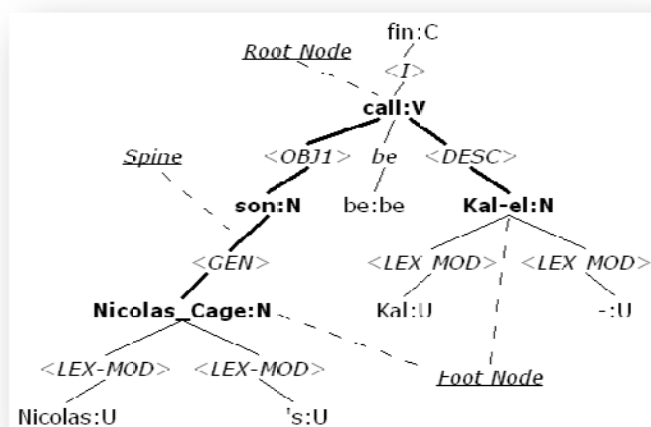 fin:C
Root Node
<I>
call:V
Spine
<OBJ1> be <DESC>
son:N be:be Kal-el:N
<GEN> <LEX MOD> <LEX MOD>
Nicolas_Cage:N Kal:U -:U
<LEX-MOD> <LEX-MOD> Foot Node
Nicolas:U 's:U